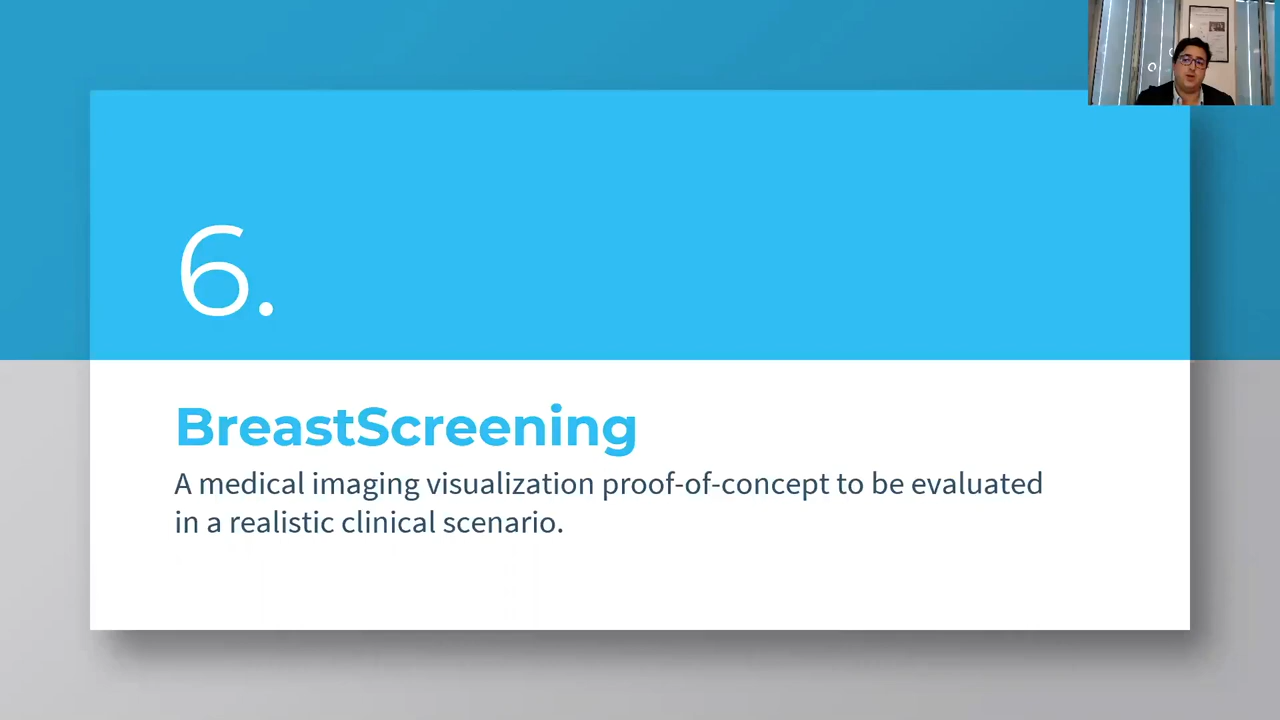 6.
BreastScreening
A medical imaging visualization proof-of-concept to be evaluated
in a realistic clinical scenario.